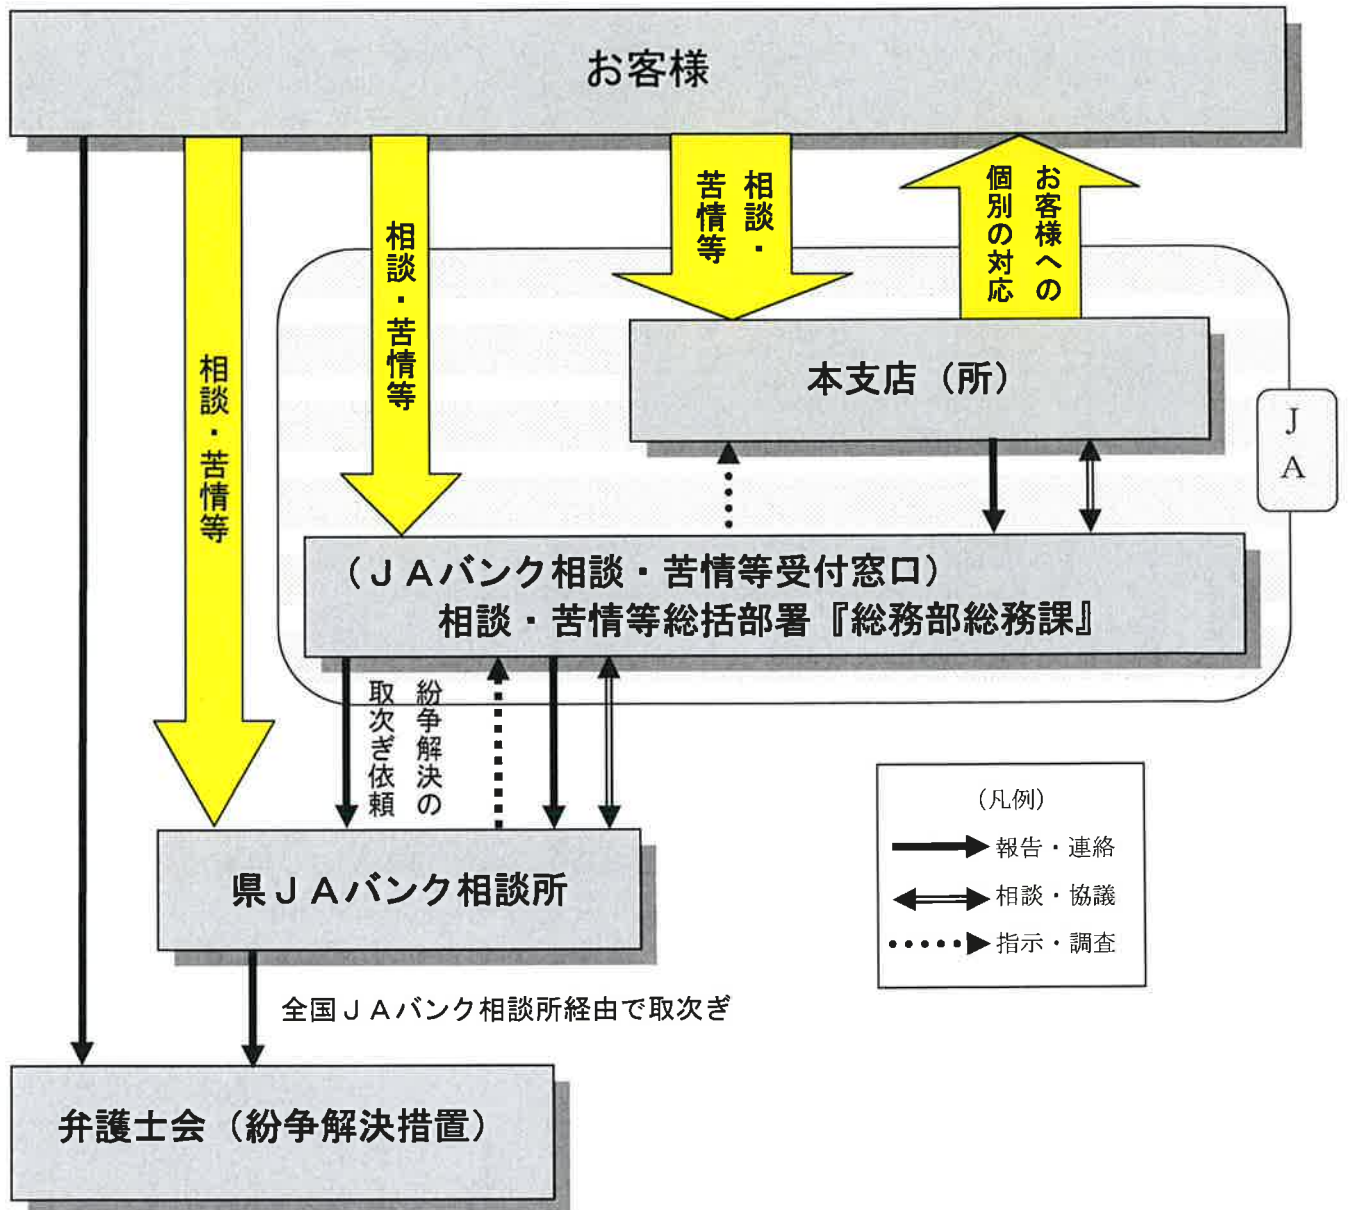 お客様
相談・苦情等
相談・苦情等
相談・
苦情等
お客様への
個別の対応
本支店（所）
ＪＡ
（ＪＡバンク相談・苦情等受付窓口）
相談・苦情等総括部署『総務部総務課』
紛争解決の
取次ぎ依頼
県ＪＡバンク相談所
（凡例）
報告・連絡
相談・協議
指示・調査
全国ＪＡバンク相談所経由で取次ぎ
弁護士会（紛争解決措置）